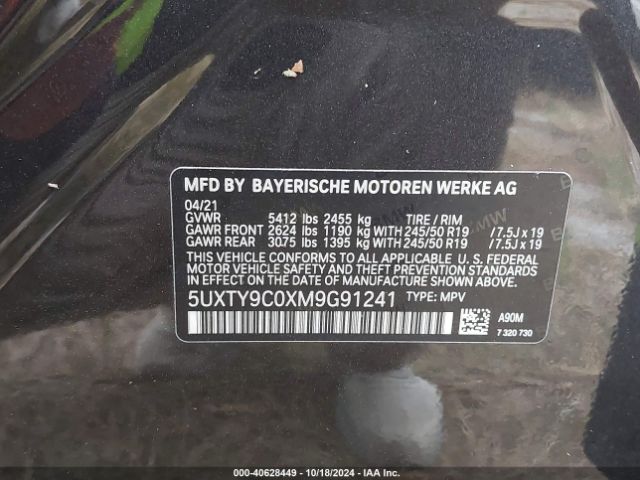 MFD BY BAYERISCHE MOTOREN WERKE AG
04/21
GVWR 5412 lbs 2455 kg TIRE / RIM
GAWR FRONT 2624 lbs 1190 kg WITH 245/50 R19 / 7.5J x 19
GAWR REAR 3075 lbs 1395 kg WITH 245/50 R19 / 7.5J x 19
THIS VEHICLE CONFORMS TO ALL APPLICABLE
U. S. FEDERAL MOTOR VEHICLE SAFETY, BUMPER, AND
THEFT PREVENTION STANDARDS IN EFFECT ON THE DATE
OF MANUFACTURE SHOWN ABOVE.
5UXTY9C0XM9G91241 TYPE: MPV
A90M
7 320 730
000-40628449 - 10/18/2024 - IAA Inc.